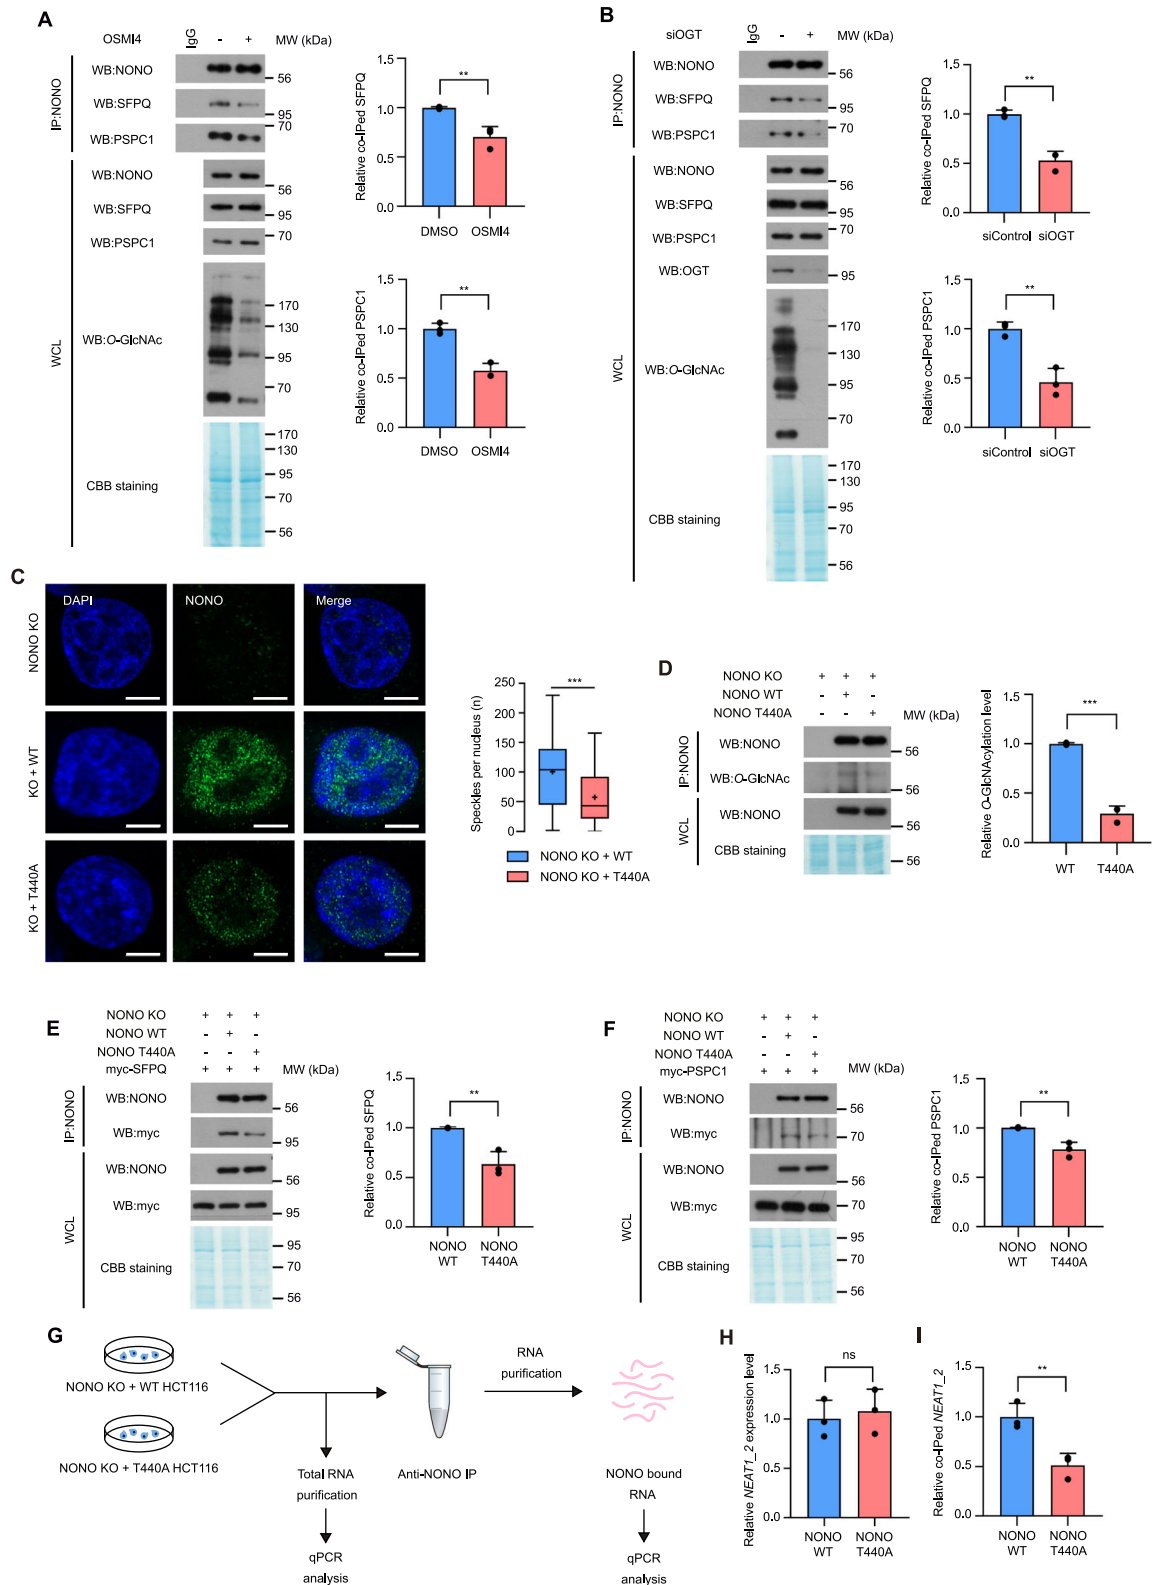 A
OSMI4
IgG
-
+
MW (kDa)
IP:NONO
WB:NONO
56
WB:SFPQ
95
WB:PSPC1
70
WCL
WB:NONO
56
WB:SFPQ
95
WB:PSPC1
70
WB:O-GlcNAc
170
130
95
70
CBB staining
170
130
95
70
56
Relative co-IPed SFPQ
1.5
1.0
0.5
0.0
**
DMSO
OSMI4
Relative co-IPed PSPC1
1.5
1.0
0.5
0.0
**
DMSO
OSMI4
B
siOGT
IgG
-
+
MW (kDa)
IP:NONO
WB:NONO
56
WB:SFPQ
95
WB:PSPC1
70
WCL
WB:NONO
56
WB:SFPQ
95
WB:PSPC1
70
WB:OGT
95
WB:O-GlcNAc
170
130
95
70
CBB staining
170
130
95
70
56
Relative co-IPed SFPQ
1.5
1.0
0.5
0.0
**
siControl
siOGT
Relative co-IPed PSPC1
1.5
1.0
0.5
0.0
**
siControl
siOGT
C
DAPI
NONO
Merge
NONO KO
KO + WT
KO + T440A
Speckles per nucleus (n)
250
200
150
100
50
0
***
NONO KO + WT
NONO KO + T440A
D
NONO KO + + +
NONO WT - + -
NONO T440A - - +
MW (kDa)
IP:NONO
WB:NONO
56
WB:O-GlcNAc
WCL
WB:NONO
56
CBB staining
56
Relative O-GlcNAcylation level
1.5
1.0
0.5
0.0
***
WT
T440A
E
NONO KO + + +
NONO WT - + -
NONO T440A - - +
myc-SFPQ + + +
MW (kDa)
IP:NONO
WB:NONO
56
WB:myc
95
WCL
WB:NONO
56
WB:myc
95
CBB staining
95
70
56
Relative co-IPed SFPQ
1.5
1.0
0.5
0.0
**
NONO WT
NONO T440A
F
NONO KO + + +
NONO WT - + -
NONO T440A - - +
myc-PSPC1 + + +
MW (kDa)
IP:NONO
WB:NONO
56
WB:myc
70
WCL
WB:NONO
56
WB:myc
70
CBB staining
95
70
56
Relative co-IPed PSPC1
1.5
1.0
0.5
0.0
**
NONO WT
NONO T440A
G
NONO KO + WT HCT116
NONO KO + T440A HCT116
Total RNA
purification
qPCR
analysis
Anti-NONO IP
RNA
purification
NONO bound
RNA
qPCR
analysis
H
Relative NEAT1_2 expression level
1.5
1.0
0.5
0.0
ns
NONO WT
NONO T440A
I
Relative co-IPed NEAT1_2
1.5
1.0
0.5
0.0
**
NONO WT
NONO T440A